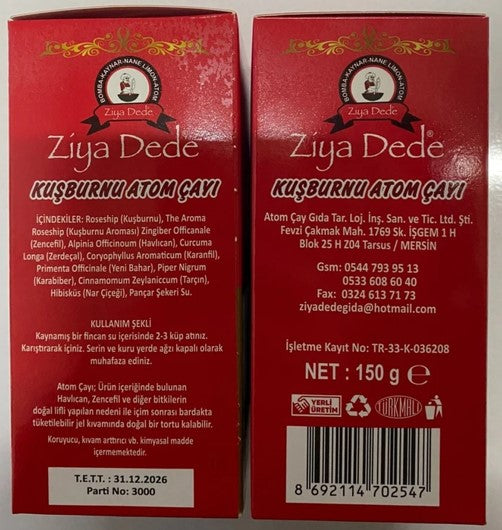 BOMBA-KAYNAR-NANE LİMON-ATOM
Ziya Dede
Ziya Dede
KUŞBURNU ATOM ÇAYI
İÇİNDEKİLER: Roseship (Kuşburnu), The Aroma
Roseship (Kuşburnu Aroması) Zingiber Officanale
(Zencefil), Alpinia Officinoum (Havlıcan), Curcuma
Longa (Zerdeçal), Coryophyllus Aromaticum (Karanfil),
Primenta Officinale (Yeni Bahar), Piper Nigrum
(Karabiber), Cinnamomum Zeylaniccum (Tarçın),
Hibisküs (Nar Çiçeği), Pançar Şekeri Su.
KULLANIM ŞEKLİ
Kaynamış bir fincan su içerisinde 2-3 küp atınız.
Karıştırarak içiniz. Serin ve kuru yerde ağzı kapalı olarak
muhafaza ediniz.
Atom Çayı; Ürün içeriğinde bulunan
Havlıcan, Zencefil ve diğer bitkilerin
doğal lifli yapılan nedeni ile içim sonrası bardakta
tüketilebilir jel kıvamında doğal bir tortu kalabilir.
Koruyucu, kıvam arttırıcı vb. kimyasal madde
içermemektedir.
T.E.T.T. : 31.12.2026
Parti No: 3000
BOMBA-KAYNAR-NANE LİMON-ATOM
Ziya Dede
Ziya Dede®
KUŞBURNU ATOM ÇAYI
Atom Çay Gıda Tar. Loj. İnş. San. ve Tic. Ltd. Şti.
Fevzi Çakmak Mah. 1769 Sk. İŞGEM 1 H
Blok 25 H Z04 Tarsus / MERSİN
Gsm: 0544 793 95 13
0533 608 60 40
Fax: 0324 613 71 73
ziyadedegida@hotmail.com
İşletme Kayıt No: TR-33-K-036208
NET : 150 g ℮
YERLİ
ÜRETİM
TÜRKMALI
8 692114 702547